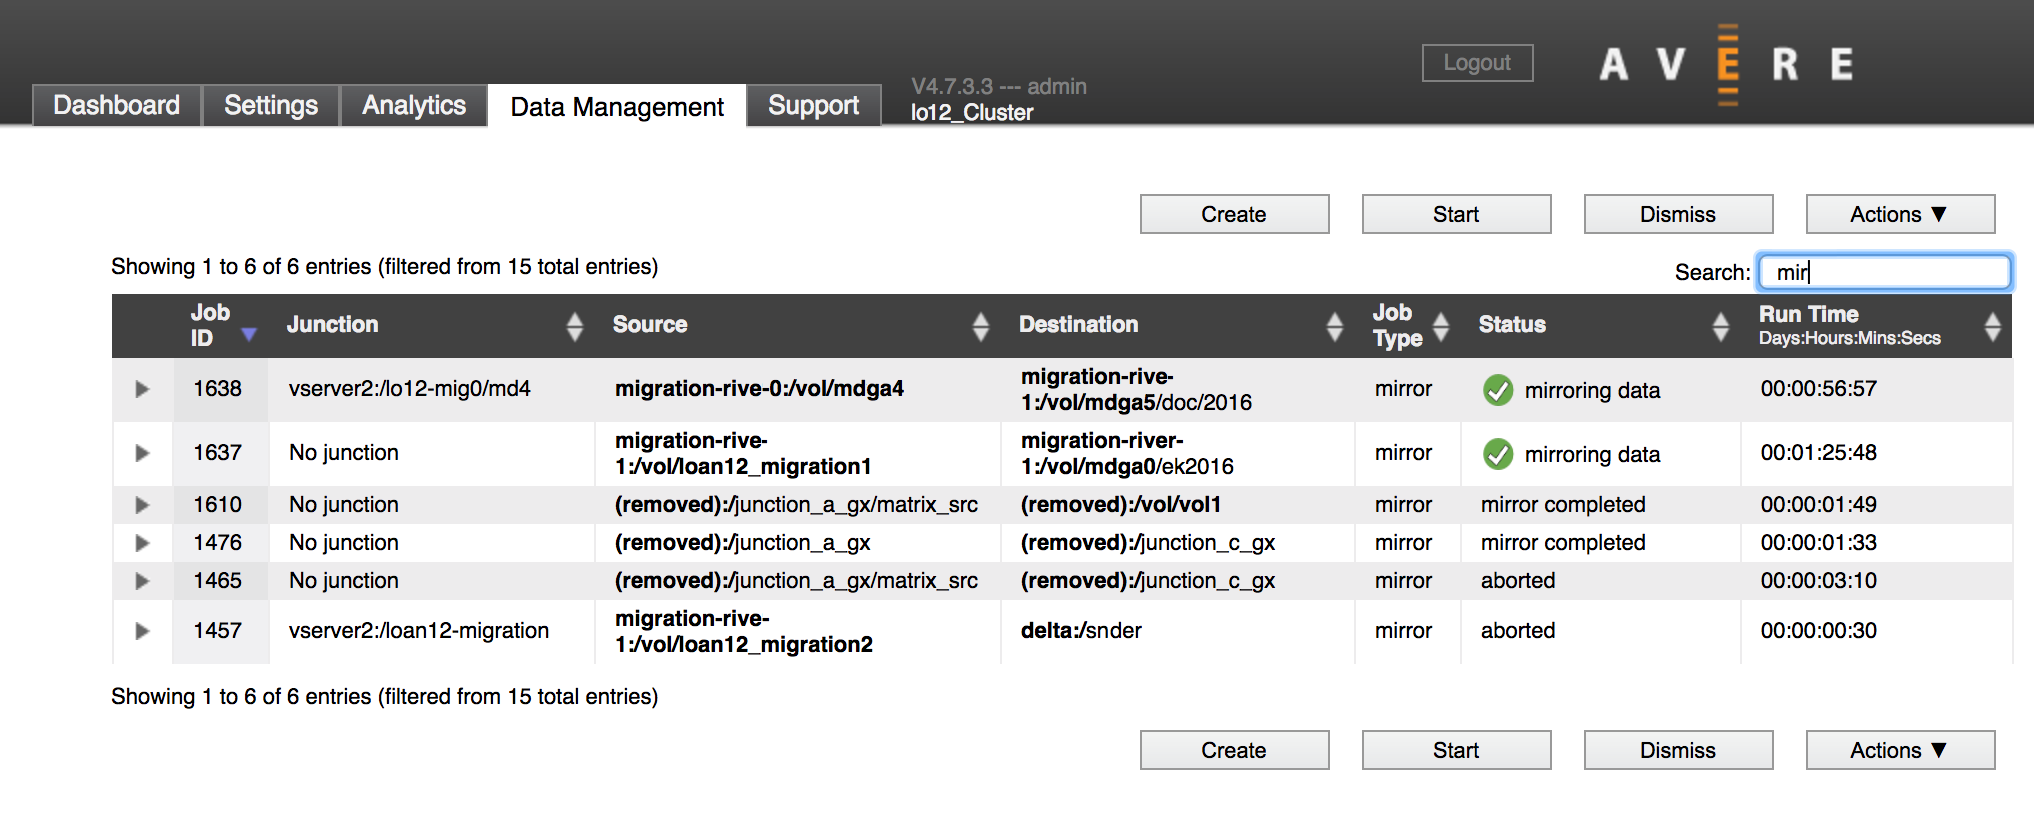 Logout
AVERE
Dashboard Settings Analytics Data Management Support
V4.7.3.3 --- admin
lo12_Cluster
Create Start Dismiss Actions ▼
Showing 1 to 6 of 6 entries (filtered from 15 total entries)
Search: mir
Job ID Junction Source Destination Job Type Status Run Time
Days:Hours:Mins:Secs
1638 vserver2:/lo12-mig0/md4 migration-rive-0:/vol/mdga4 migration-rive-1:/vol/mdga5/doc/2016 mirror mirroring data 00:00:56:57
1637 No junction migration-rive-1:/vol/loan12_migration1 migration-river-1:/vol/mdga0/ek2016 mirror mirroring data 00:01:25:48
1610 No junction (removed):/junction_a_gx/matrix_src (removed):/vol/vol1 mirror mirror completed 00:00:01:49
1476 No junction (removed):/junction_a_gx (removed):/junction_c_gx mirror mirror completed 00:00:01:33
1465 No junction (removed):/junction_a_gx/matrix_src (removed):/junction_c_gx mirror aborted 00:00:03:10
1457 vserver2:/loan12-migration migration-rive-1:/vol/loan12_migration2 delta:/snder mirror aborted 00:00:00:30
Showing 1 to 6 of 6 entries (filtered from 15 total entries)
Create Start Dismiss Actions ▼